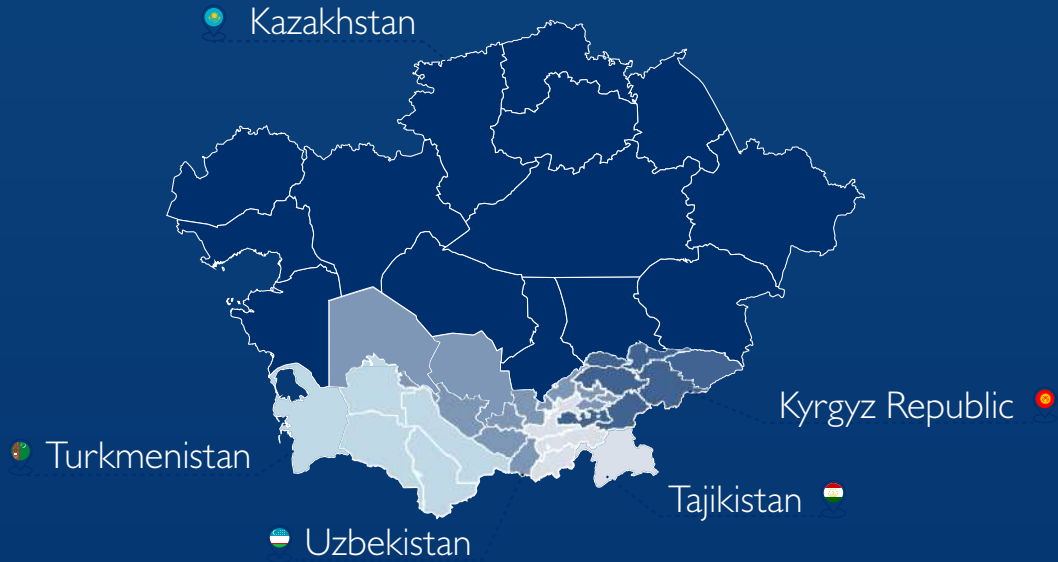 Kazakhstan
Kyrgyz Republic
Turkmenistan
Tajikistan
Uzbekistan